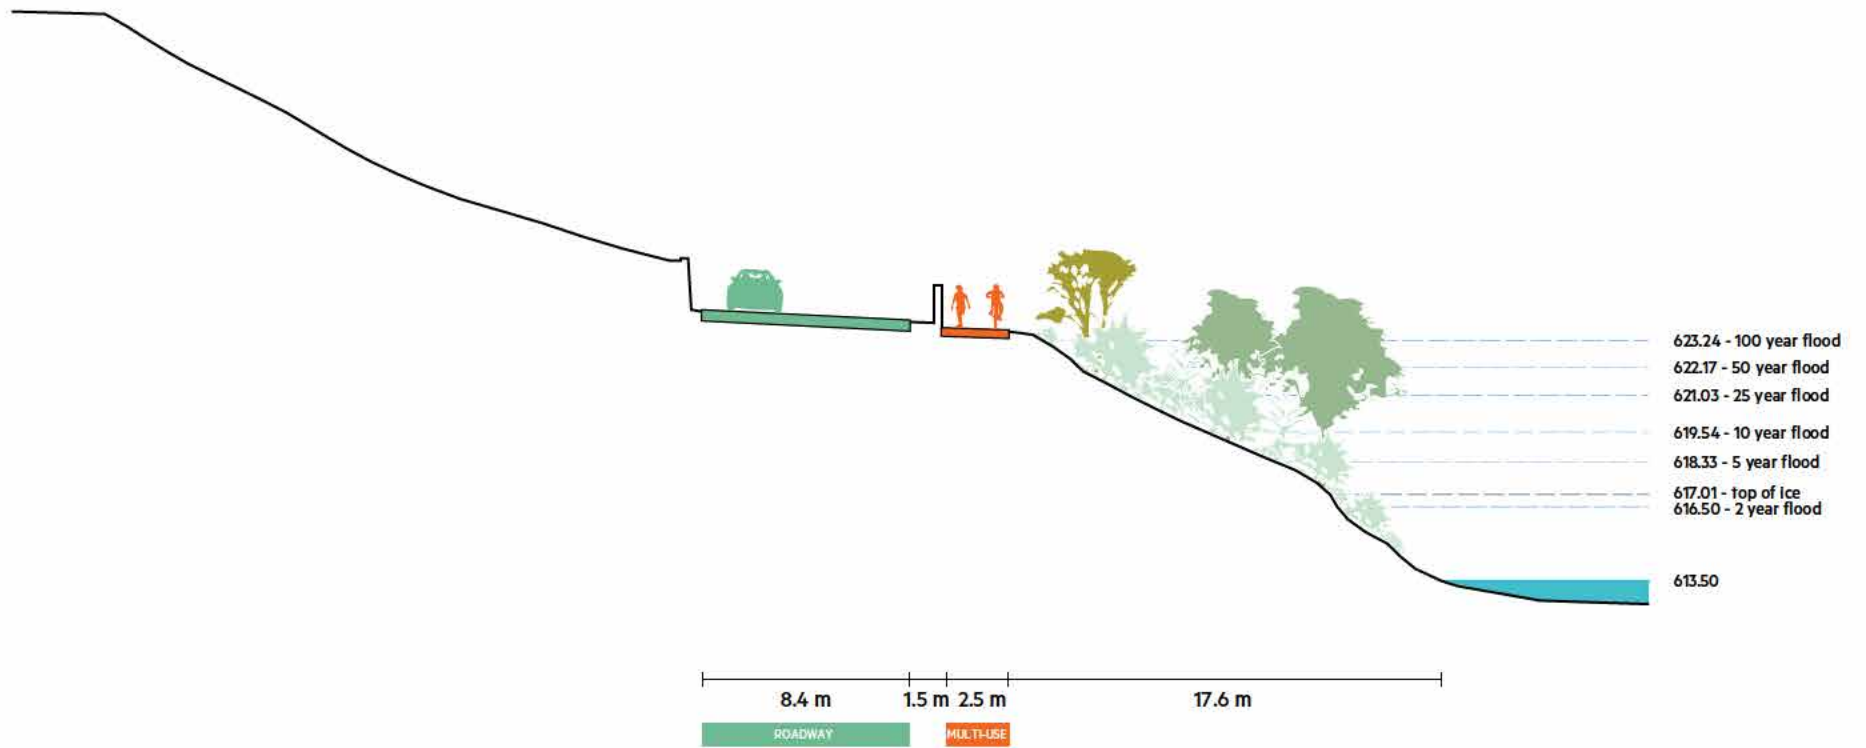 623.24 - 100 year flood
622.17 - 50 year flood
621.03 - 25 year flood
619.54 - 10 year flood
618.33 - 5 year flood
617.01 - top of ice
616.50 - 2 year flood
613.50
8.4 m 1.5 m 2.5 m 17.6 m
ROADWAY MULTI-USE